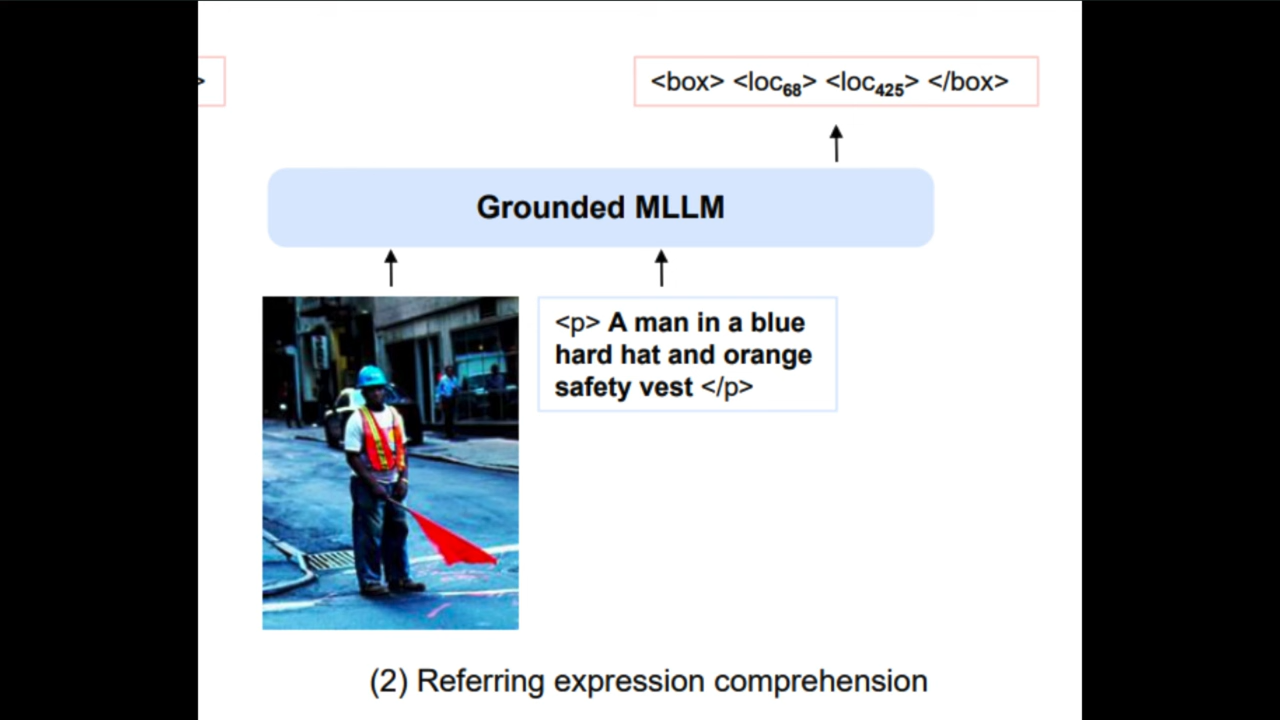 >
<box> <loc68> <loc425> </box>
Grounded MLLM
<p> A man in a blue
hard hat and orange
safety vest </p>
(2) Referring expression comprehension